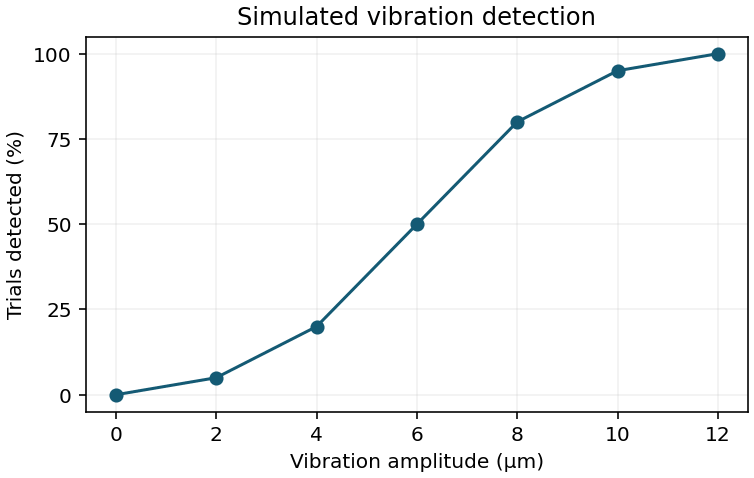 Simulated vibration detection
100
75
50
25
0
Trials detected (%)
0 2 4 6 8 10 12
Vibration amplitude (μm)